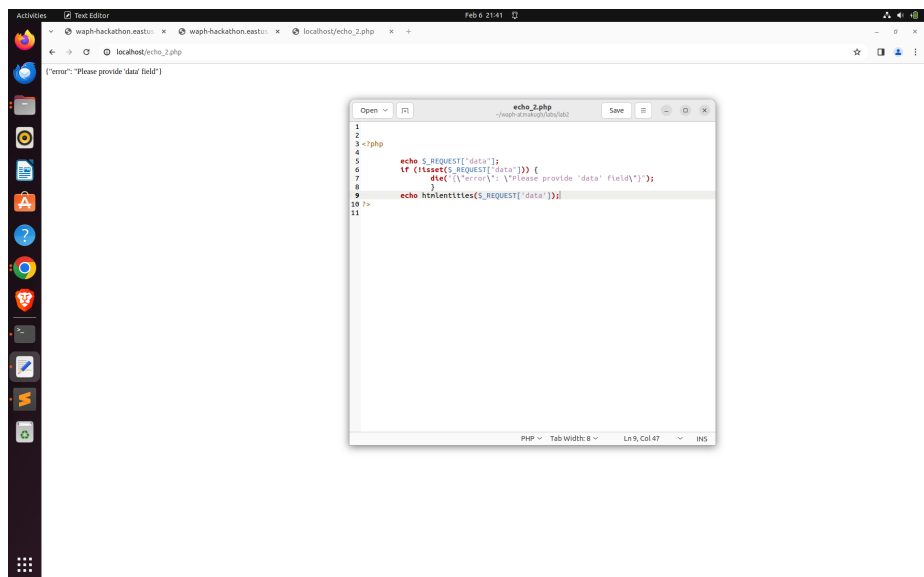 Activities Text Editor Feb 6 21:41
waph-hackathon.eastus. × waph-hackathon.eastus. × localhost/echo_2.php × +
localhost/echo_2.php
{"error": "Please provide 'data' field"}
Open echo_2.php Save
~/waph-atmakugh/labs/lab2
1
2
3 <?php
4
5 echo $_REQUEST["data"];
6 if (!isset($_REQUEST["data"])) {
7 die("{\"error\": \"Please provide 'data' field\"}");
8 }
9 echo htmlentities($_REQUEST['data']);
10 ?>
11
PHP Tab Width: 8 Ln 9, Col 47 INS